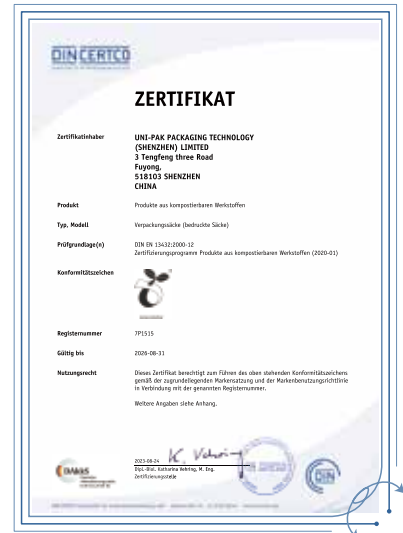 DIN CERTCO
ZERTIFIKAT
Zertifikatinhaber
UNI-PAK PACKAGING TECHNOLOGY
(SHENZHEN) LIMITED
3 Tengfeng three Road
Fuyong,
518103 SHENZHEN
CHINA
Produkt
Produkte aus kompostierbaren Werkstoffen
Typ, Modell
Verpackungssäcke (bedruckte Säcke)
Prüfgrundlage(n)
DIN EN 13432:2000-12
Zertifizierungsprogramm Produkte aus kompostierbaren Werkstoffen (2020-01)
Konformitätszeichen
Registernummer
7P1515
Gültig bis
2026-08-31
Nutzungsrecht
Dieses Zertifikat berechtigt zum Führen des oben stehenden Konformitätszeichens
gemäß der zugrundeliegenden Markensatzung und der Markenbenutzungsrichtlinie
in Verbindung mit der genannten Registernummer.
Weitere Angaben siehe Anhang.
2023-08-24
K. Vehring
Dipl.-Biol. Katharina Vehring, M. Eng.
Zertifizierungsstelle
DAkkS
DIN